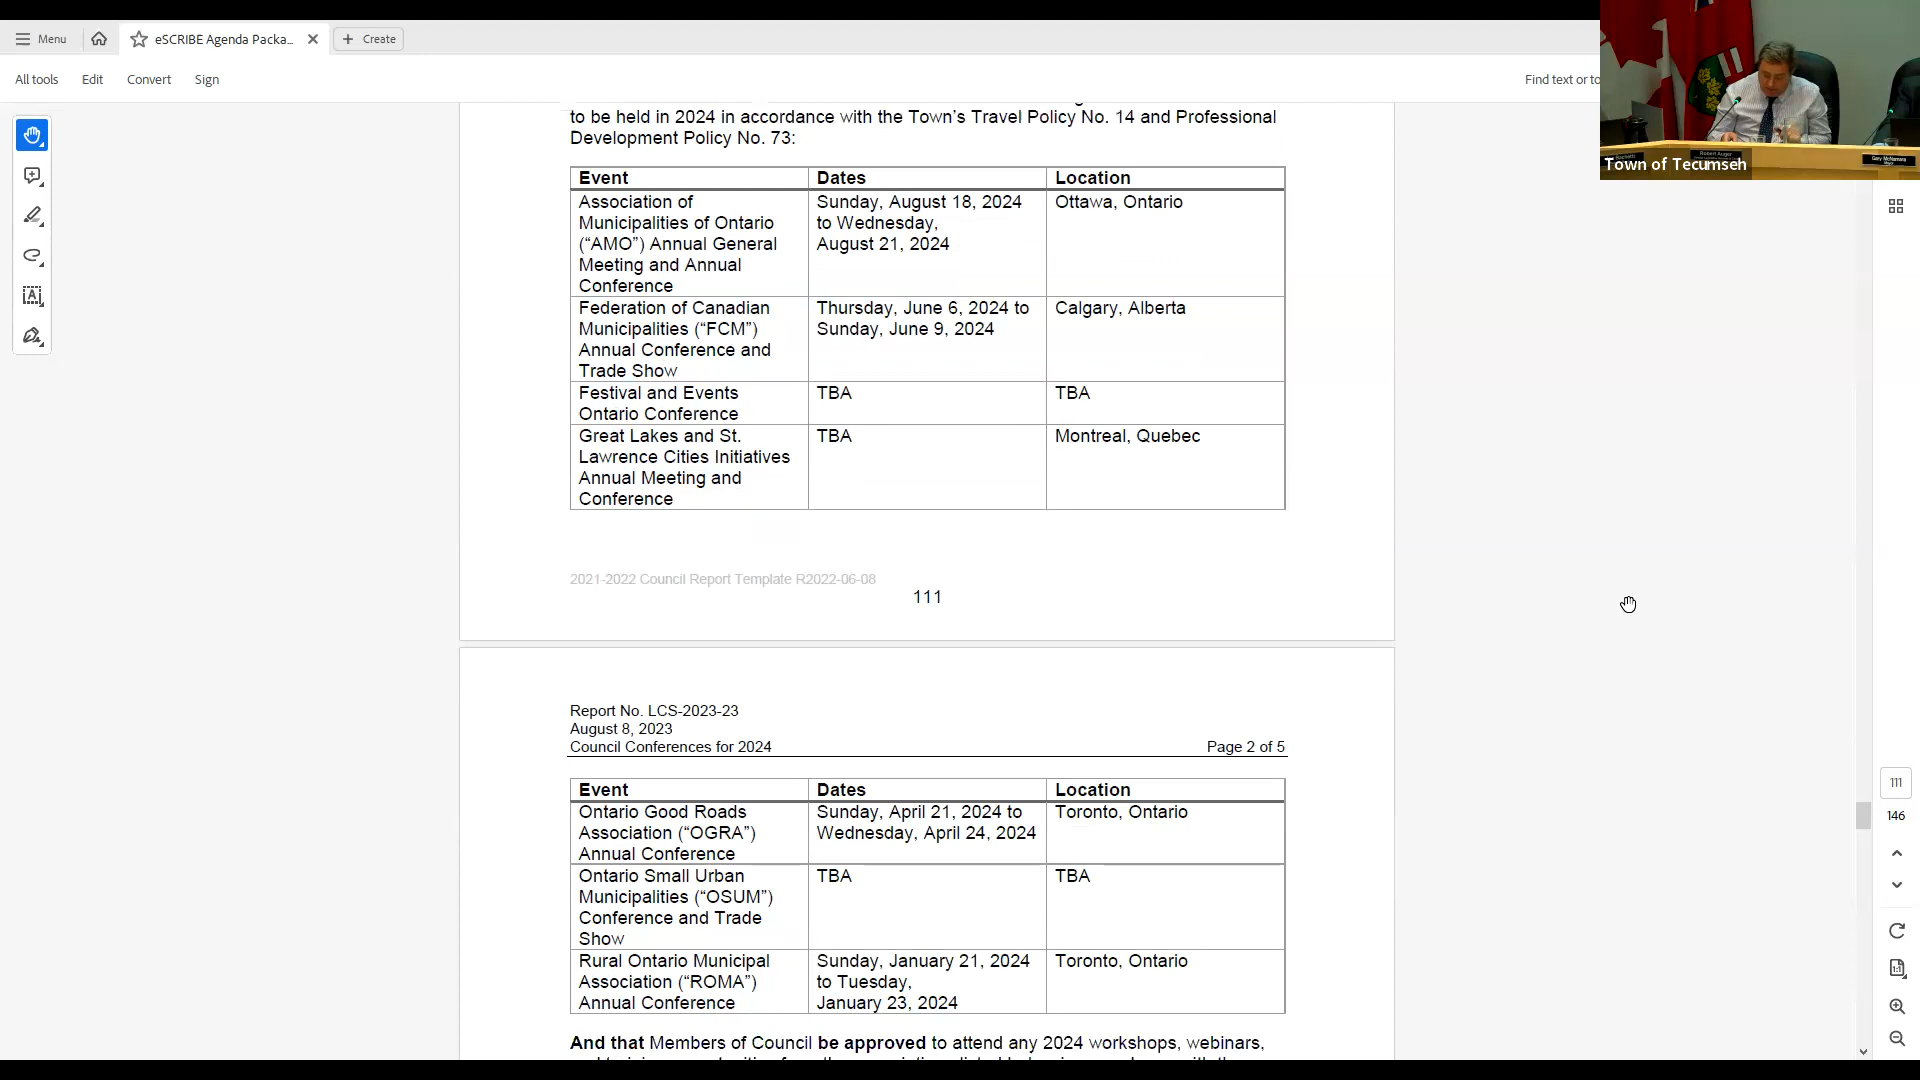 Menu
eSCRIBE Agenda Packa...
Create
All tools
Edit
Convert
Sign
Find text or to
to be held in 2024 in accordance with the Town's Travel Policy No. 14 and Professional
Development Policy No. 73:
Event Dates Location
Association of Sunday, August 18, 2024 Ottawa, Ontario
Municipalities of Ontario to Wednesday,
("AMO") Annual General August 21, 2024
Meeting and Annual
Conference
Federation of Canadian Thursday, June 6, 2024 to Calgary, Alberta
Municipalities ("FCM") Sunday, June 9, 2024
Annual Conference and
Trade Show
Festival and Events TBA TBA
Ontario Conference
Great Lakes and St. TBA Montreal, Quebec
Lawrence Cities Initiatives
Annual Meeting and
Conference
2021-2022 Council Report Template R2022-06-08
111
Report No. LCS-2023-23
August 8, 2023
Council Conferences for 2024 Page 2 of 5
Event Dates Location
Ontario Good Roads Sunday, April 21, 2024 to Toronto, Ontario
Association ("OGRA") Wednesday, April 24, 2024
Annual Conference
Ontario Small Urban TBA TBA
Municipalities ("OSUM")
Conference and Trade
Show
Rural Ontario Municipal Sunday, January 21, 2024 Toronto, Ontario
Association ("ROMA") to Tuesday,
Annual Conference January 23, 2024
And that Members of Council be approved to attend any 2024 workshops, webinars,
Town of Tecumseh
Robert Auger
Gary McNamara
Mayor
111
146